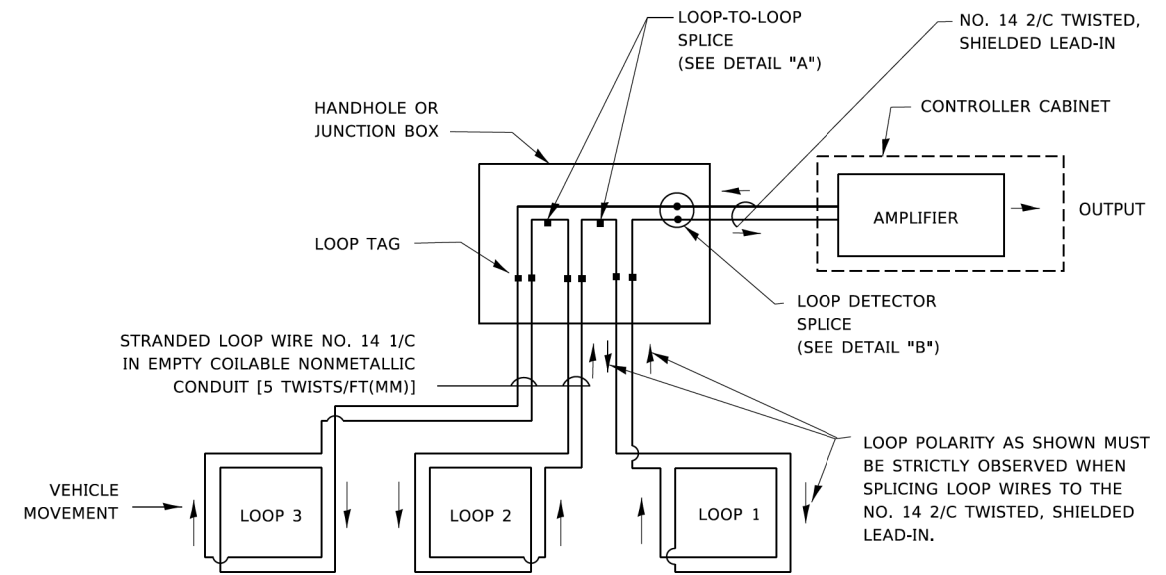 LOOP-TO-LOOP
SPLICE
(SEE DETAIL "A")
NO. 14 2/C TWISTED,
SHIELDED LEAD-IN
HANDHOLE OR
JUNCTION BOX
CONTROLLER CABINET
AMPLIFIER
OUTPUT
LOOP TAG
LOOP DETECTOR
SPLICE
(SEE DETAIL "B")
STRANDED LOOP WIRE NO. 14 1/C
IN EMPTY COILABLE NONMETALLIC
CONDUIT [5 TWISTS/FT(MM)]
LOOP POLARITY AS SHOWN MUST
BE STRICTLY OBSERVED WHEN
SPLICING LOOP WIRES TO THE
NO. 14 2/C TWISTED, SHIELDED
LEAD-IN.
VEHICLE
MOVEMENT
LOOP 3
LOOP 2
LOOP 1